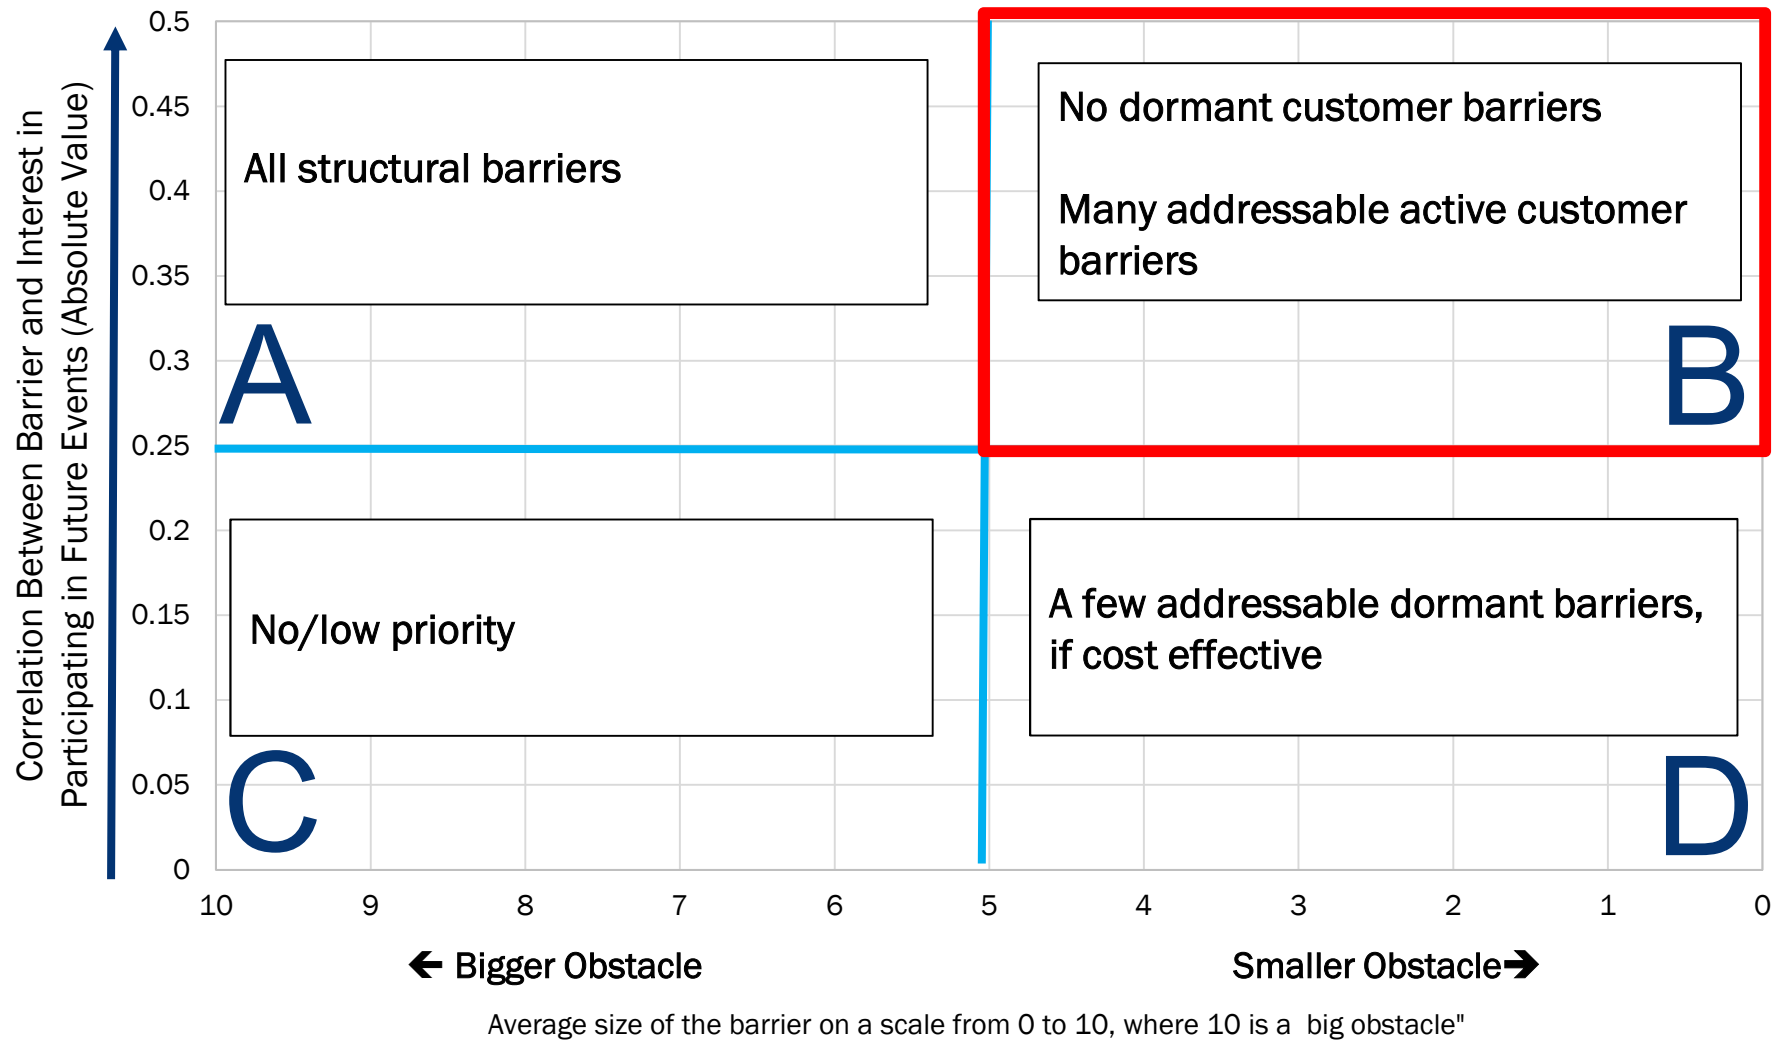 Correlation Between Barrier and Interest in
Participating in Future Events (Absolute Value)
0.5
0.45
0.4
0.35
0.3
0.25
0.2
0.15
0.1
0.05
0
All structural barriers
A
No dormant customer barriers
Many addressable active customer
barriers
B
No/low priority
C
A few addressable dormant barriers,
if cost effective
D
10 9 8 7 6 5 4 3 2 1 0
🡸 Bigger Obstacle
Smaller Obstacle🡺
Average size of the barrier on a scale from 0 to 10, where 10 is a  big obstacle"